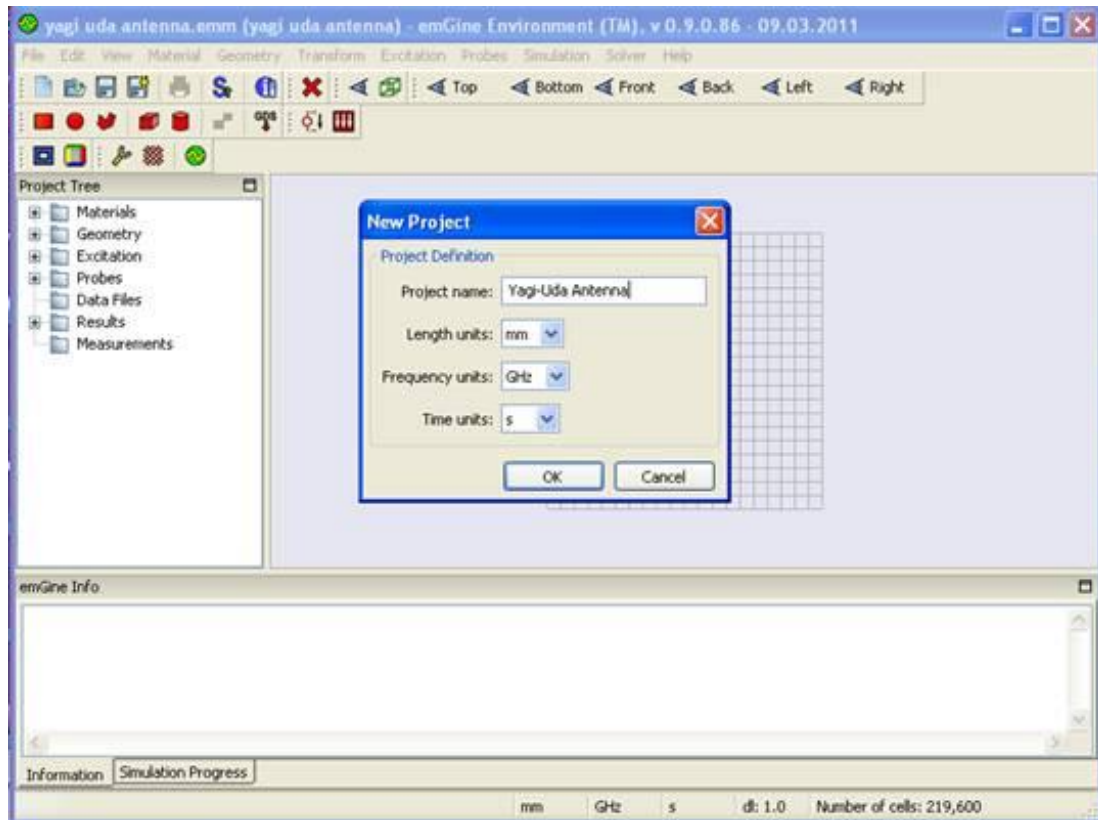 yagi uda antenna.emm (yagi uda antenna) - emGine Environment (TM), v 0.9.0.86 - 09.03.2011
File Edit View Material Geometry Transform Excitation Probes Simulation Solver Help
Top Bottom Front Back Left Right
GDS
Project Tree
Materials
Geometry
Excitation
Probes
Data Files
Results
Measurements
New Project
Project Definition
Project name: Yagi-Uda Antenna
Length units: mm
Frequency units: GHz
Time units: s
OK Cancel
emGine Info
Information Simulation Progress
mm GHz s dl: 1.0 Number of cells: 219,600